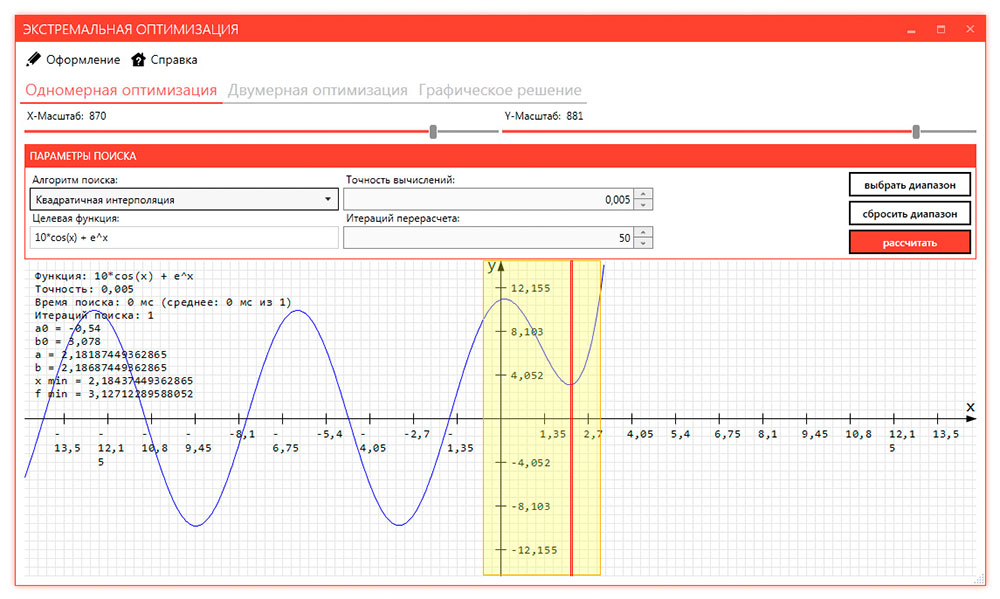 ЭКСТРЕМАЛЬНАЯ ОПТИМИЗАЦИЯ
Оформление Справка
Одномерная оптимизация Двумерная оптимизация Графическое решение
X-Масштаб: 870 Y-Масштаб: 881
ПАРАМЕТРЫ ПОИСКА
Алгоритм поиска: Точность вычислений:
Квадратичная интерполяция 0,005 выбрать диапазон
Целевая функция: Итераций перерасчета: сбросить диапазон
10*cos(x) + e^x 50 рассчитать
y
Функция: 10*cos(x) + e^x
Точность: 0,005
Время поиска: 0 мс (среднее: 0 мс из 1)
Итераций поиска: 1
a0 = -0,54
b0 = 3,078
a = 2,18187449362865
b = 2,18687449362865
x min = 2,18437449362865
f min = 3,12712289588052
12,155
8,103
4,052
x
- - - - -8,1 - -5,4 - -2,7 - 1,35 2,7 4,05 5,4 6,75 8,1 9,45 10,8 12,1 13,5
13,5 12,1 10,8 9,45 6,75 4,05 1,35 5
5
-4,052
-8,103
-12,155